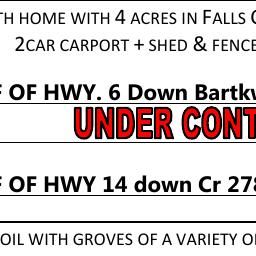 TH HOME WITH 4 ACRES IN FALLS
2CAR CARPORT + SHED & FENCE
F OF HWY. 6 Down Bartkw
UNDER CONT
F OF HWY 14 down Cr 278
OIL WITH GROVES OF A VARIETY O